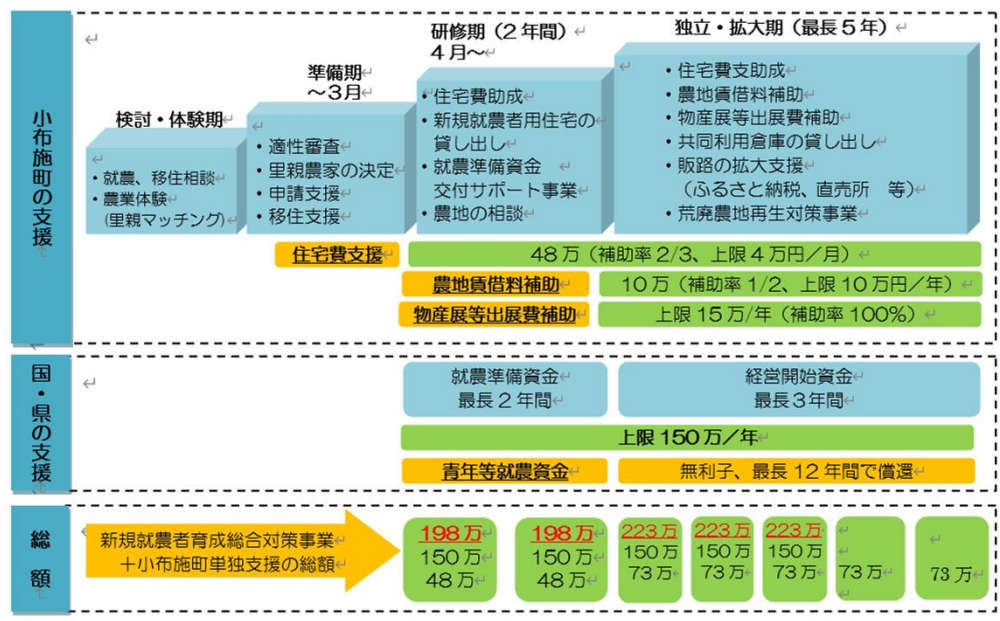 小布施町の支援
検討・体験期
・就農、移住相談
・農業体験
(里親マッチング)
準備期
～3月
・適性審査
・里親農家の決定
・申請支援
・移住支援
研修期（2年間）
4月～
・住宅費助成
・新規就農者用住宅の
貸し出し
・就農準備資金
交付サポート事業
・農地の相談
独立・拡大期（最長5年）
・住宅費支助成
・農地賃借料補助
・物産展等出展費補助
・共同利用倉庫の貸し出し
・販路の拡大支援
（ふるさと納税、直売所　等）
・荒廃農地再生対策事業
住宅費支援
48万（補助率2/3、上限4万円／月）
農地賃借料補助
10万（補助率1/2、上限10万円／年）
物産展等出展費補助
上限15万/年（補助率100%）
国・県の支援
就農準備資金
最長2年間
経営開始資金
最長3年間
上限150万／年
青年等就農資金
無利子、最長12年間で償還
総額
新規就農者育成総合対策事業
＋小布施町単独支援の総額
198万
150万
48万
198万
150万
48万
223万
150万
73万
223万
150万
73万
223万
150万
73万
73万
73万